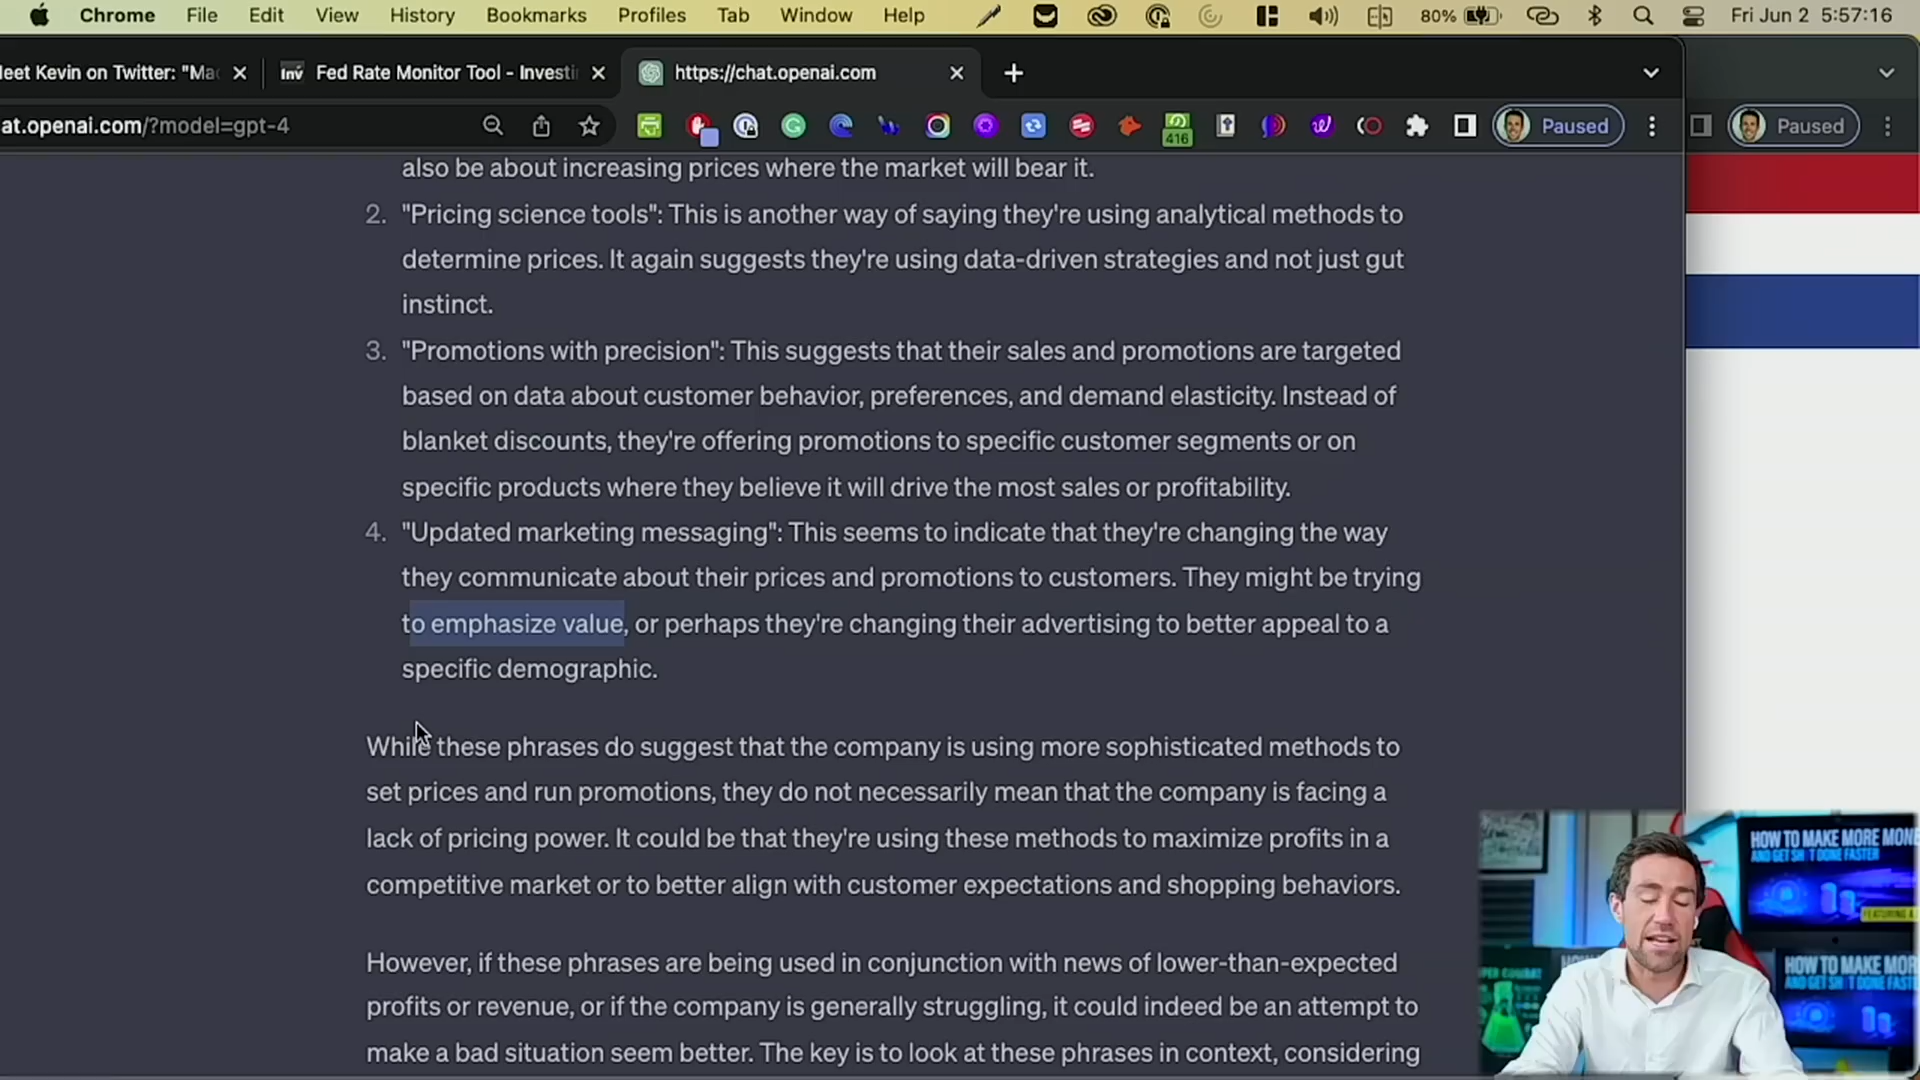 Chrome File Edit View History Bookmarks Profiles Tab Window Help 80% Fri Jun 2 5:57:16
eet Kevin on Twitter: "Ma
Inv Fed Rate Monitor Tool - Investi
https://chat.openai.com
at.openai.com/?model=gpt-4
416
Paused
Paused
also be about increasing prices where the market will bear it.
2. "Pricing science tools": This is another way of saying they're using analytical methods to
determine prices. It again suggests they're using data-driven strategies and not just gut
instinct.
3. "Promotions with precision": This suggests that their sales and promotions are targeted
based on data about customer behavior, preferences, and demand elasticity. Instead of
blanket discounts, they're offering promotions to specific customer segments or on
specific products where they believe it will drive the most sales or profitability.
4. "Updated marketing messaging": This seems to indicate that they're changing the way
they communicate about their prices and promotions to customers. They might be trying
to emphasize value, or perhaps they're changing their advertising to better appeal to a
specific demographic.
While these phrases do suggest that the company is using more sophisticated methods to
set prices and run promotions, they do not necessarily mean that the company is facing a
lack of pricing power. It could be that they're using these methods to maximize profits in a
competitive market or to better align with customer expectations and shopping behaviors.
However, if these phrases are being used in conjunction with news of lower-than-expected
profits or revenue, or if the company is generally struggling, it could indeed be an attempt to
make a bad situation seem better. The key is to look at these phrases in context, considering
HOW TO MAKE MORE MONE
AND GET SH T DONE FASTER
FEATURING A
HOW TO MAKE MOR
AND GET SH T DONE FAS